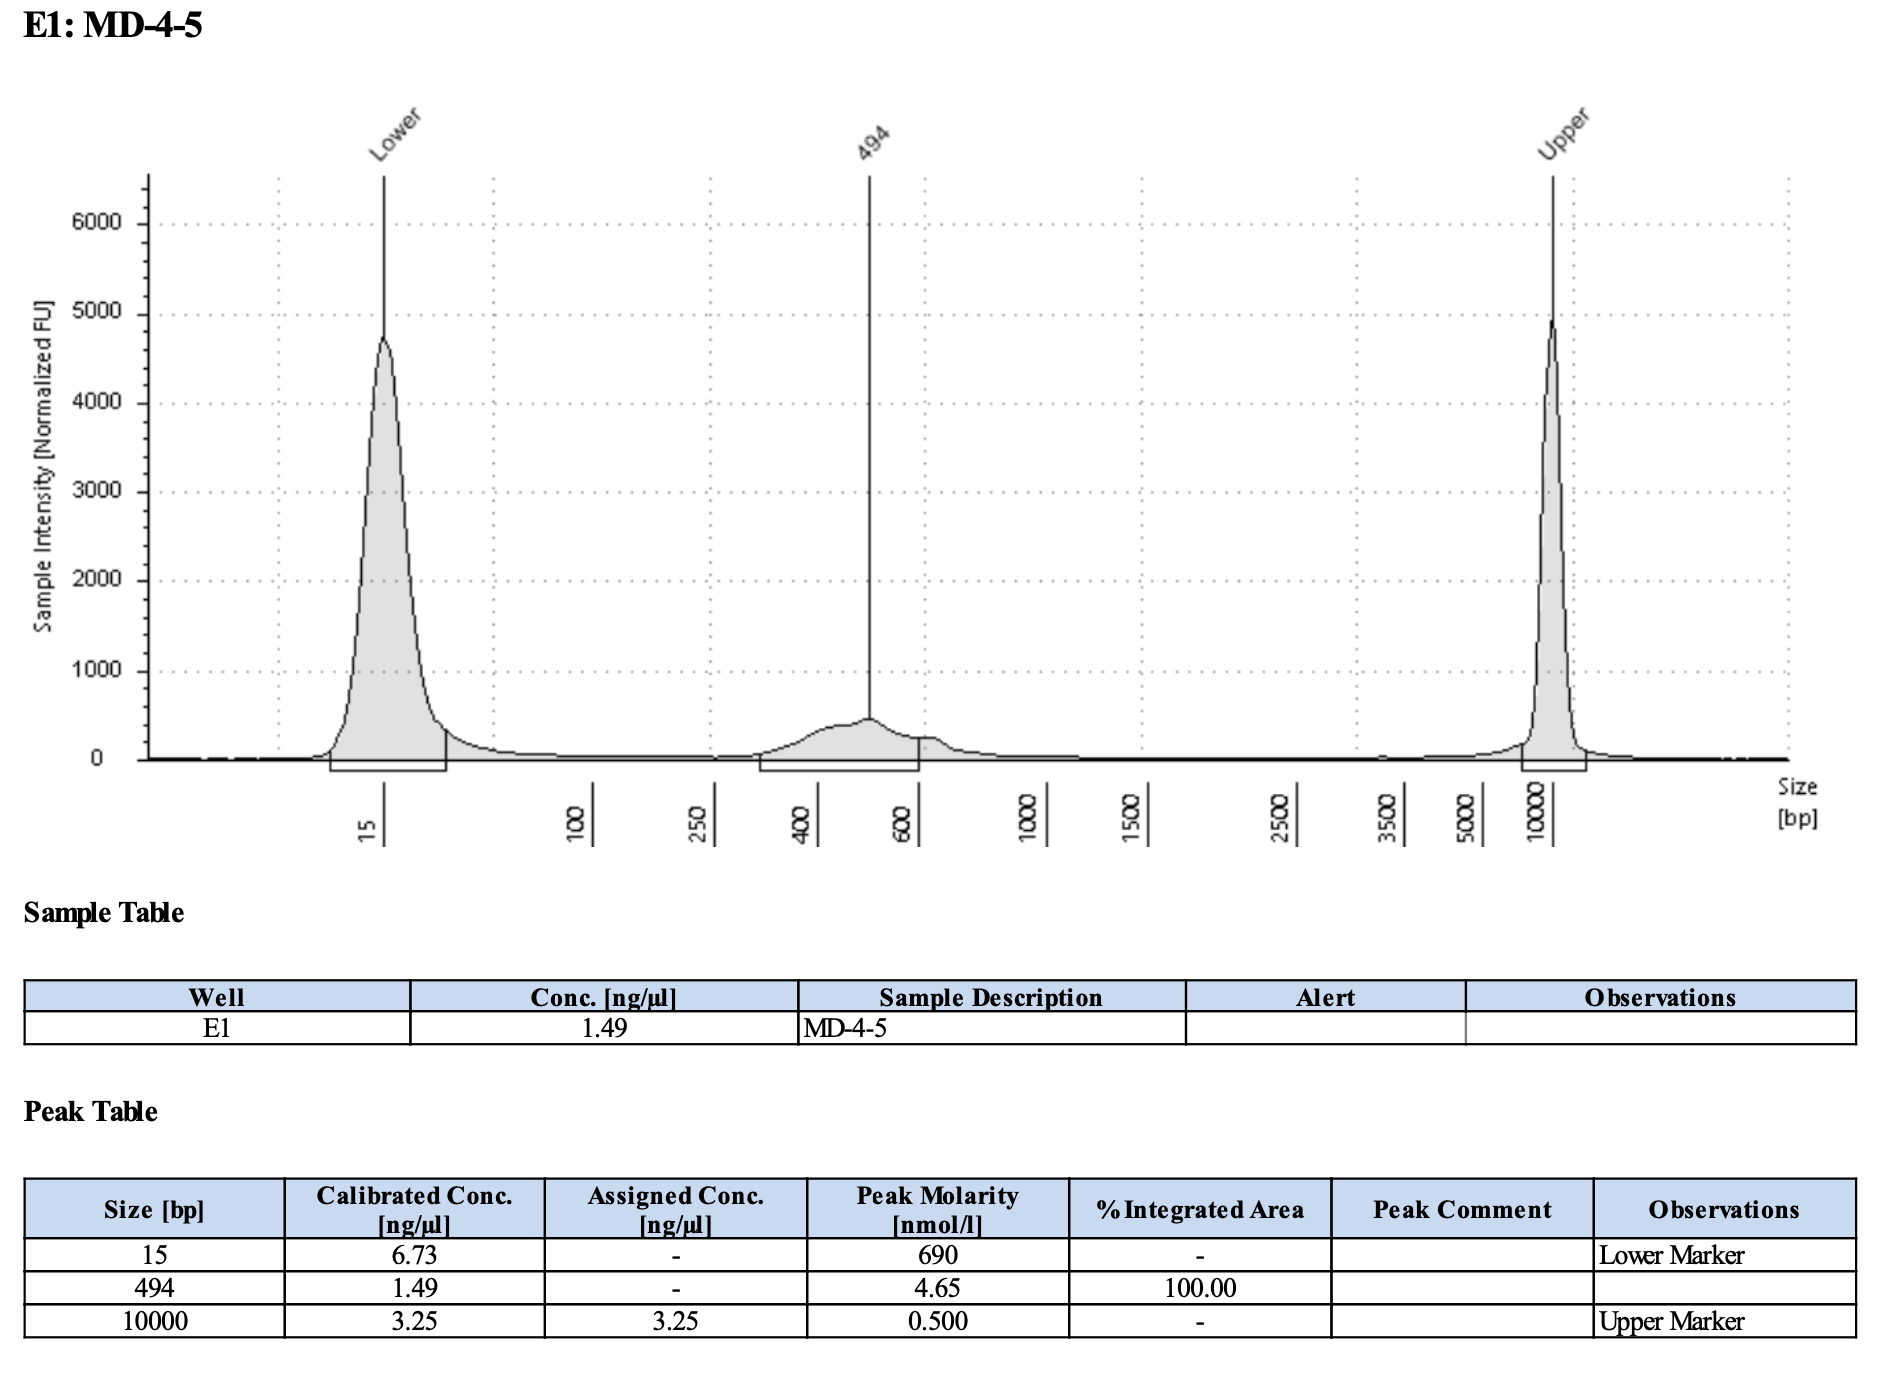 E1: MD-4-5
Lower
494
Upper
Sample Intensity [Normalized FU]
6000
5000
4000
3000
2000
1000
0
15
100
250
400
600
1000
1500
2500
3500
5000
10000
Size
[bp]
Sample Table
Well Conc. [ng/µl] Sample Description Alert Observations
E1 1.49 MD-4-5
Peak Table
Size [bp] Calibrated Conc. [ng/µl] Assigned Conc. [ng/µl] Peak Molarity [nmol/l] % Integrated Area Peak Comment Observations
15 6.73 - 690 - Lower Marker
494 1.49 - 4.65 100.00
10000 3.25 3.25 0.500 - Upper Marker